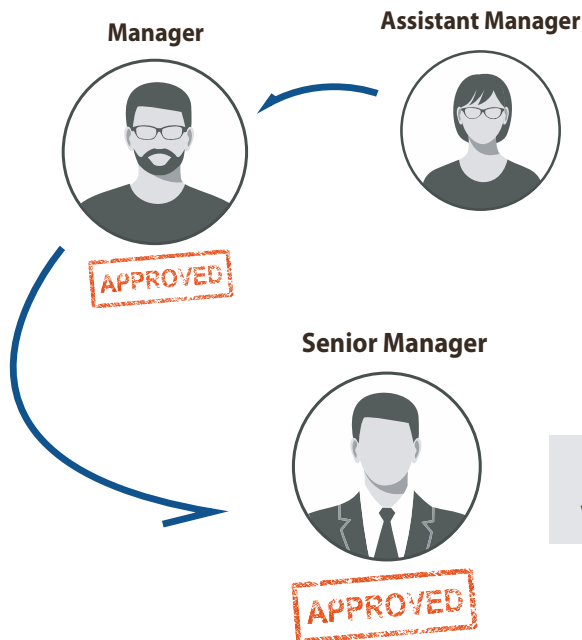 Assistant Manager
Manager
APPROVED
Senior Manager
APPROVED